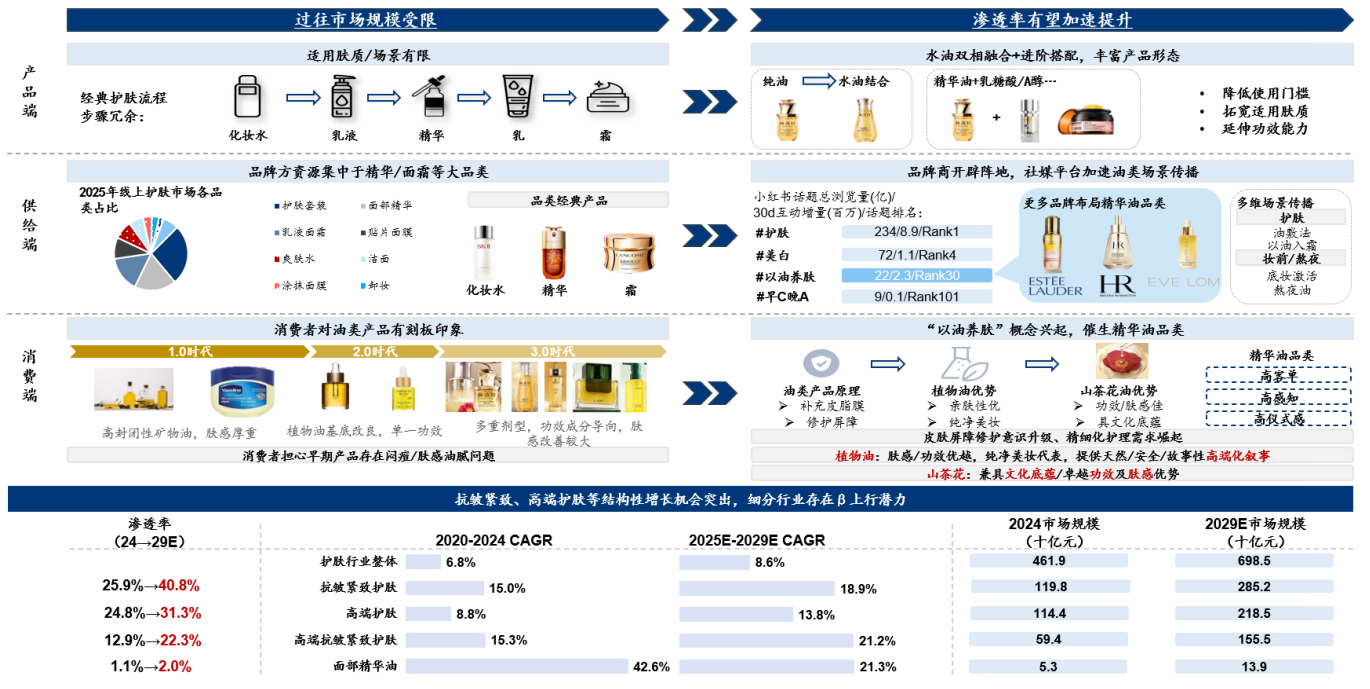 过往市场规模受限
渗透率有望加速提升
产品端
适用肤质/场景有限
经典护肤流程
步骤冗余：
化妆水
乳液
精华
乳
霜
水油双相融合+进阶搭配，丰富产品形态
纯油
水油结合
精华油+乳糖酸/A醇…
+
• 降低使用门槛
• 拓宽适用肤质
• 延伸功效能力
供给端
品牌方资源集中于精华/面霜等大品类
2025年线上护肤市场各品
类占比
护肤套装
面部精华
乳液面霜
贴片面膜
爽肤水
洁面
涂抹面膜
卸妆
品类经典产品
SK-II
LANCOME
ABSOLUE
化妆水
精华
霜
品牌商开辟阵地，社媒平台加速油类场景传播
小红书话题总浏览量(亿)/
30d互动增量(百万)/话题排名：
#护肤
234/8.9/Rank1
#美白
72/1.1/Rank4
#以油养肤
22/2.3/Rank30
#早C晚A
9/0.1/Rank101
更多品牌布局精华油品类
ESTEE
LAUDER
HR
HELENA RUBINSTEIN
EVE LOM
多维场景传播
护肤
油敷法
以油入霜
妆前/熬夜
底妆激活
熬夜油
消费端
消费者对油类产品有刻板印象
1.0时代
2.0时代
3.0时代
Vaseline
高封闭性矿物油，肤感厚重
植物油基底改良，单一功效
多重剂型，功效成分导向，肤
感改善较大
消费者担心早期产品存在闷痘/肤感油腻问题
“以油养肤”概念兴起，催生精华油品类
油类产品原理
➢ 补充皮脂膜
➢ 修护屏障
植物油优势
➢ 亲肤性优
➢ 纯净美妆
山茶花油优势
➢ 功效/肤感佳
➢ 具文化底蕴
精华油品类
高客单
高感知
高仪式感
皮肤屏障修护意识升级、精细化护理需求崛起
植物油：肤感/功效优越，纯净美妆代表，提供天然/安全/故事性高端化叙事
山茶花：兼具文化底蕴/卓越功效及肤感优势
抗皱紧致、高端护肤等结构性增长机会突出，细分行业存在β上行潜力
渗透率
（24→29E）
2020-2024 CAGR
2025E-2029E CAGR
2024市场规模
（十亿元）
2029E市场规模
（十亿元）
护肤行业整体
6.8%
8.6%
461.9
698.5
25.9%→40.8%
抗皱紧致护肤
15.0%
18.9%
119.8
285.2
24.8%→31.3%
高端护肤
8.8%
13.8%
114.4
218.5
12.9%→22.3%
高端抗皱紧致护肤
15.3%
21.2%
59.4
155.5
1.1%→2.0%
面部精华油
42.6%
21.3%
5.3
13.9